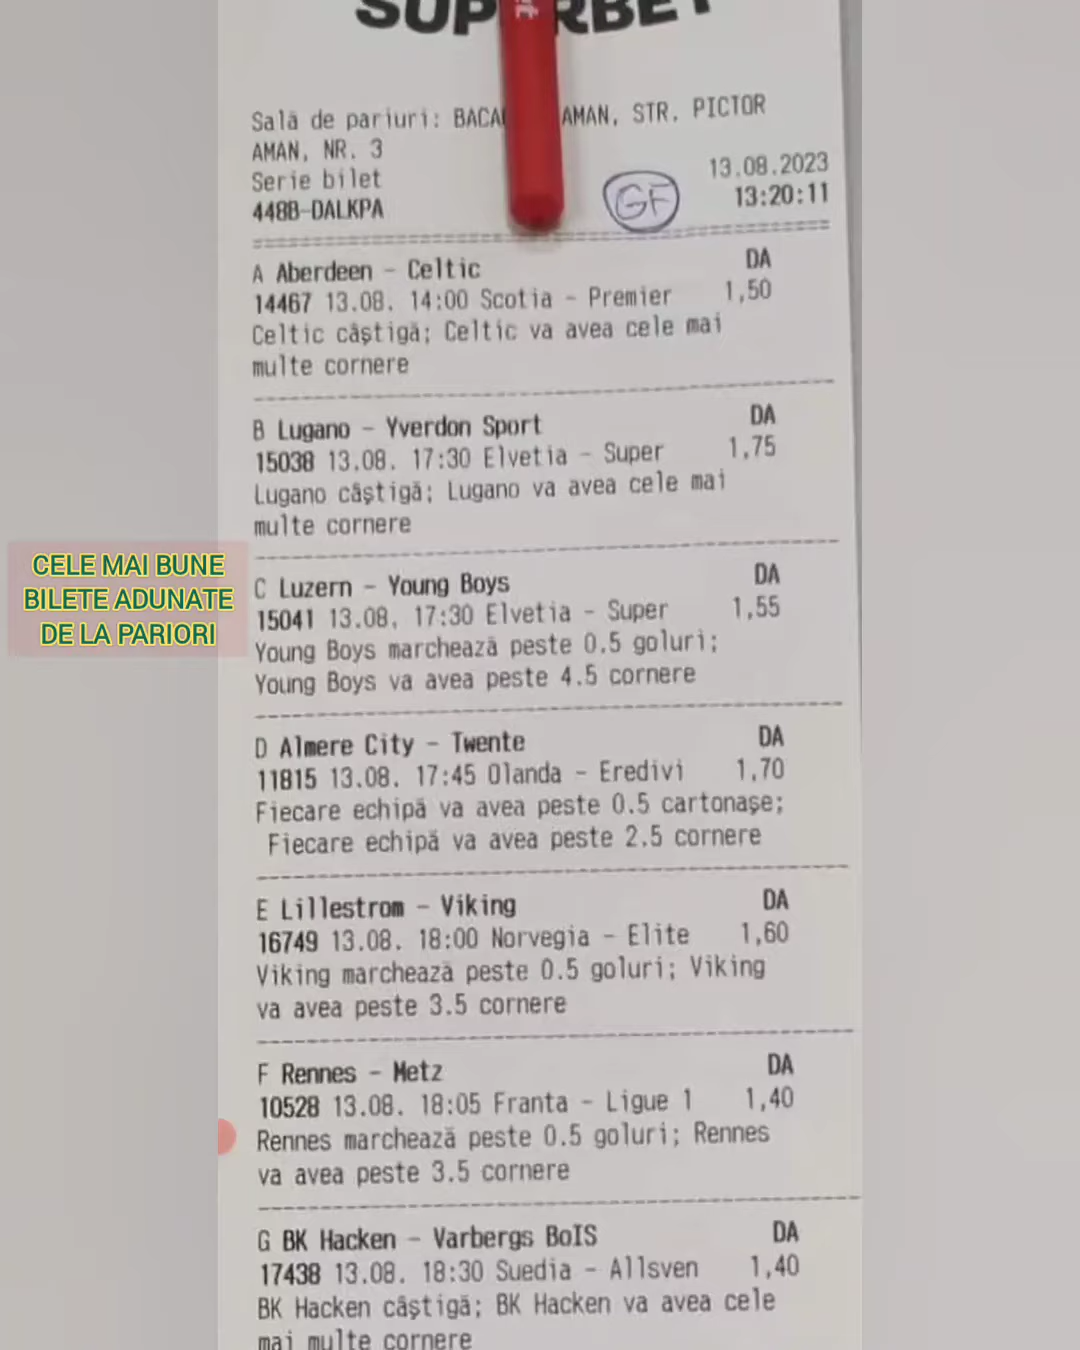 SUP RBET
et
Sală de pariuri: BACA AMAN, STR. PICTOR
AMAN, NR. 3
Serie bilet 13.08.2023
448B-DALKPA GF 13:20:11
A Aberdeen - Celtic DA
14467 13.08. 14:00 Scotia - Premier 1,50
Celtic câştigă; Celtic va avea cele mai
multe cornere
B Lugano - Yverdon Sport DA
15038 13.08. 17:30 Elvetia - Super 1,75
Lugano câştigă; Lugano va avea cele mai
multe cornere
CELE MAI BUNE
BILETE ADUNATE
DE LA PARIORI
C Luzern - Young Boys DA
15041 13.08. 17:30 Elvetia - Super 1,55
Young Boys marchează peste 0.5 goluri;
Young Boys va avea peste 4.5 cornere
D Almere City - Twente DA
11815 13.08. 17:45 Olanda - Eredivi 1,70
Fiecare echipă va avea peste 0.5 cartonaşe;
Fiecare echipă va avea peste 2.5 cornere
E Lillestrom - Viking DA
16749 13.08. 18:00 Norvegia - Elite 1,60
Viking marchează peste 0.5 goluri; Viking
va avea peste 3.5 cornere
F Rennes - Metz DA
10528 13.08. 18:05 Franta - Ligue 1 1,40
Rennes marchează peste 0.5 goluri; Rennes
va avea peste 3.5 cornere
G BK Hacken - Varbergs BoIS DA
17438 13.08. 18:30 Suedia - Allsven 1,40
BK Hacken câştigă; BK Hacken va avea cele
mai multe cornere